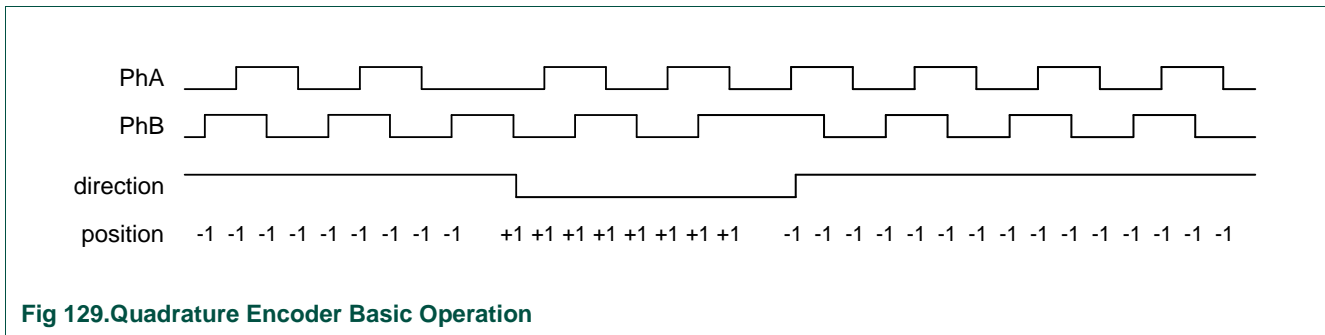 PhA
PhB
direction
position -1 -1 -1 -1 -1 -1 -1 -1 -1 +1 +1 +1 +1 +1 +1 +1 +1 -1 -1 -1 -1 -1 -1 -1 -1 -1 -1 -1 -1 -1 -1 -1
Fig 129.Quadrature Encoder Basic Operation